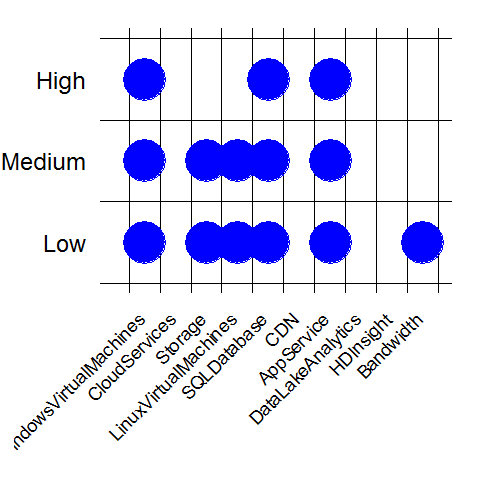 High
Medium
Low
ndowsVirtualMachines
CloudServices
Storage
LinuxVirtualMachines
SQLDatabase
CDN
AppService
DataLakeAnalytics
HDInsight
Bandwidth